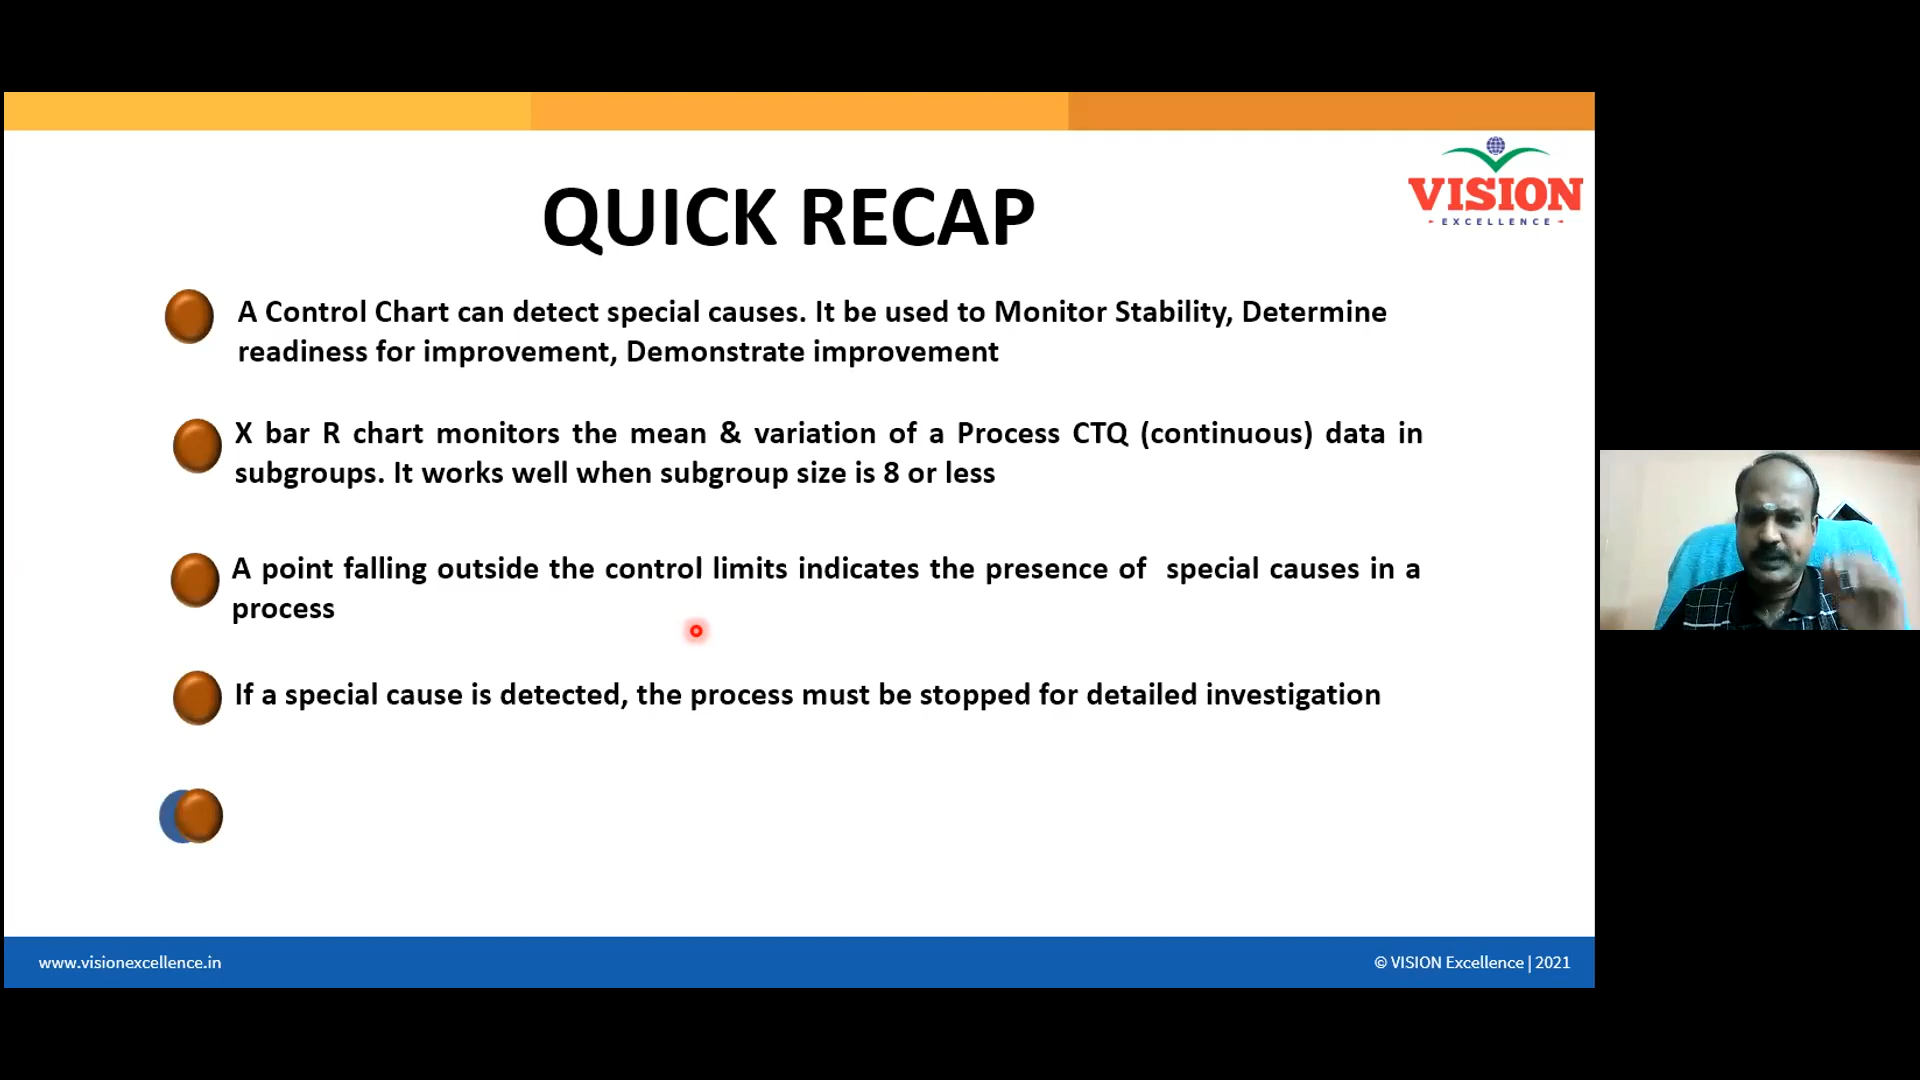 VISION
EXCELLENCE
QUICK RECAP
A Control Chart can detect special causes. It be used to Monitor Stability, Determine
readiness for improvement, Demonstrate improvement
X bar R chart monitors the mean & variation of a Process CTQ (continuous) data in
subgroups. It works well when subgroup size is 8 or less
A point falling outside the control limits indicates the presence of special causes in a
process
If a special cause is detected, the process must be stopped for detailed investigation
www.visionexcellence.in
© VISION Excellence | 2021